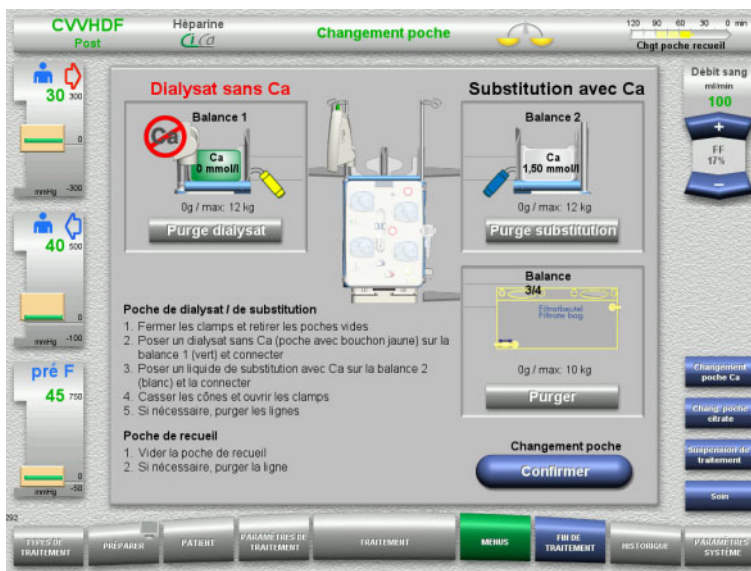 CVVHDF
Post
Héparine
CiCa
Changement poche
120 90 60 30 0 min
Chgt poche recueil
30 300
0
mmHg -300
40 500
0
mmHg -100
pré F
45 750
0
mmHg -50
Dialysat sans Ca
Balance 1
Ca
Ca
0 mmol/l
0g / max: 12 kg
Purge dialysat
Substitution avec Ca
Balance 2
Ca
1,50 mmol/l
0g / max: 12 kg
Purge substitution
Balance
3/4
Filtratbeutel
Filtrate bag
0g / max: 10 kg
Purger
Poche de dialysat / de substitution
1. Fermer les clamps et retirer les poches vides
2. Poser un dialysat sans Ca (poche avec bouchon jaune) sur la
balance 1 (vert) et connecter
3. Poser un liquide de substitution avec Ca sur la balance 2
(blanc) et la connecter
4. Casser les cônes et ouvrir les clamps
5. Si nécessaire, purger les lignes
Poche de recueil
1. Vider la poche de recueil
2. Si nécessaire, purger la ligne
Changement poche
Confirmer
Débit sang
ml/min
100
+
FF
17%
–
Changement
poche Ca
Chang. poche
citrate
Suspension de
traitement
Soin
292
TYPES DE
TRAITEMENT
PRÉPARER
PATIENT
PARAMÈTRES DE
TRAITEMENT
TRAITEMENT
MENUS
FIN DE
TRAITEMENT
HISTORIQUE
PARAMÈTRES
SYSTÈME